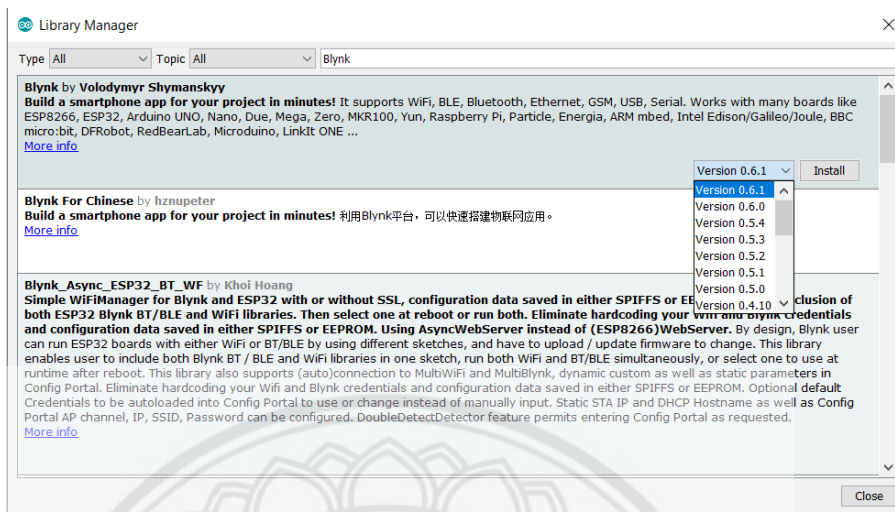 Library Manager
Type All Topic All Blynk
Blynk by Volodymyr Shymanskyy
Build a smartphone app for your project in minutes! It supports WiFi, BLE, Bluetooth, Ethernet, GSM, USB, Serial. Works with many boards like
ESP8266, ESP32, Arduino UNO, Nano, Due, Mega, Zero, MKR100, Yun, Raspberry Pi, Particle, Energia, ARM mbed, Intel Edison/Galileo/Joule, BBC
micro:bit, DFRobot, RedBearLab, Microduino, LinkIt ONE ...
More info
Version 0.6.1 Install
Version 0.6.1
Version 0.6.0
Version 0.5.4
Version 0.5.3
Version 0.5.2
Version 0.5.1
Version 0.5.0
Version 0.4.10
Blynk For Chinese by hznupeter
Build a smartphone app for your project in minutes! 利用Blynk平台，可以快速搭建物联网应用。
More info
Blynk_Async_ESP32_BT_WF by Khoi Hoang
Simple WiFiManager for Blynk and ESP32 with or without SSL, configuration data saved in either SPIFFS or clusion of
both ESP32 Blynk BT/BLE and WiFi libraries. Then select one at reboot or run both. Eliminate hardcoding your Wifi and Blynk credentials
and configuration data saved in either SPIFFS or EEPROM. Using AsyncWebServer instead of (ESP8266)WebServer. By design, Blynk user
can run ESP32 boards with either WiFi or BT/BLE by using different sketches, and have to upload / update firmware to change. This library
enables user to include both Blynk BT / BLE and WiFi libraries in one sketch, run both WiFi and BT/BLE simultaneously, or select one to use at
runtime after reboot. This library also supports (auto)connection to MultiWiFi and MultiBlynk, dynamic custom as well as static parameters in
Config Portal. Eliminate hardcoding your Wifi and Blynk credentials and configuration data saved in either SPIFFS or EEPROM. Optional default
Credentials to be autoloaded into Config Portal to use or change instead of manually input. Static STA IP and DHCP Hostname as well as Config
Portal AP channel, IP, SSID, Password can be configured. DoubleDetectDetector feature permits entering Config Portal as requested.
More info
Close